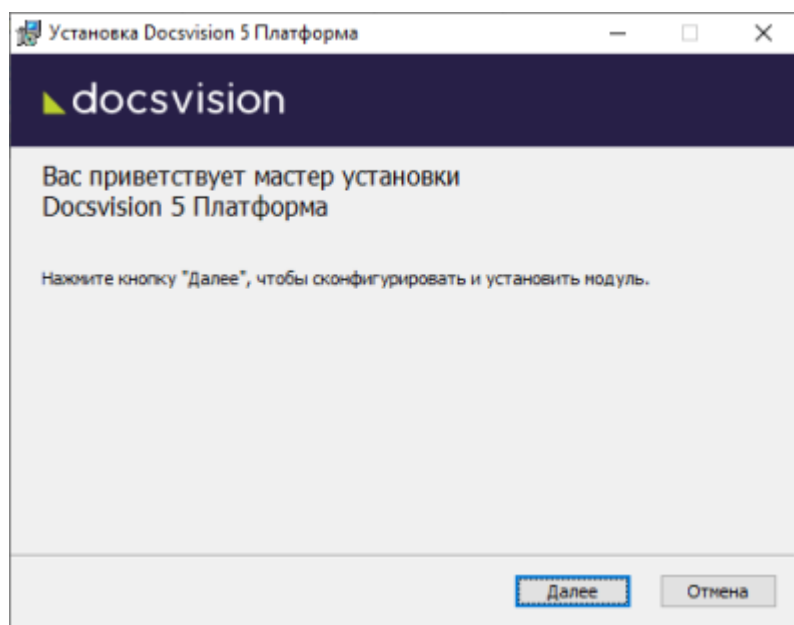 Установка Docsvision 5 Платформа
docsvision
Вас приветствует мастер установки
Docsvision 5 Платформа
Нажмите кнопку "Далее", чтобы сконфигурировать и установить модуль.
Далее
Отмена